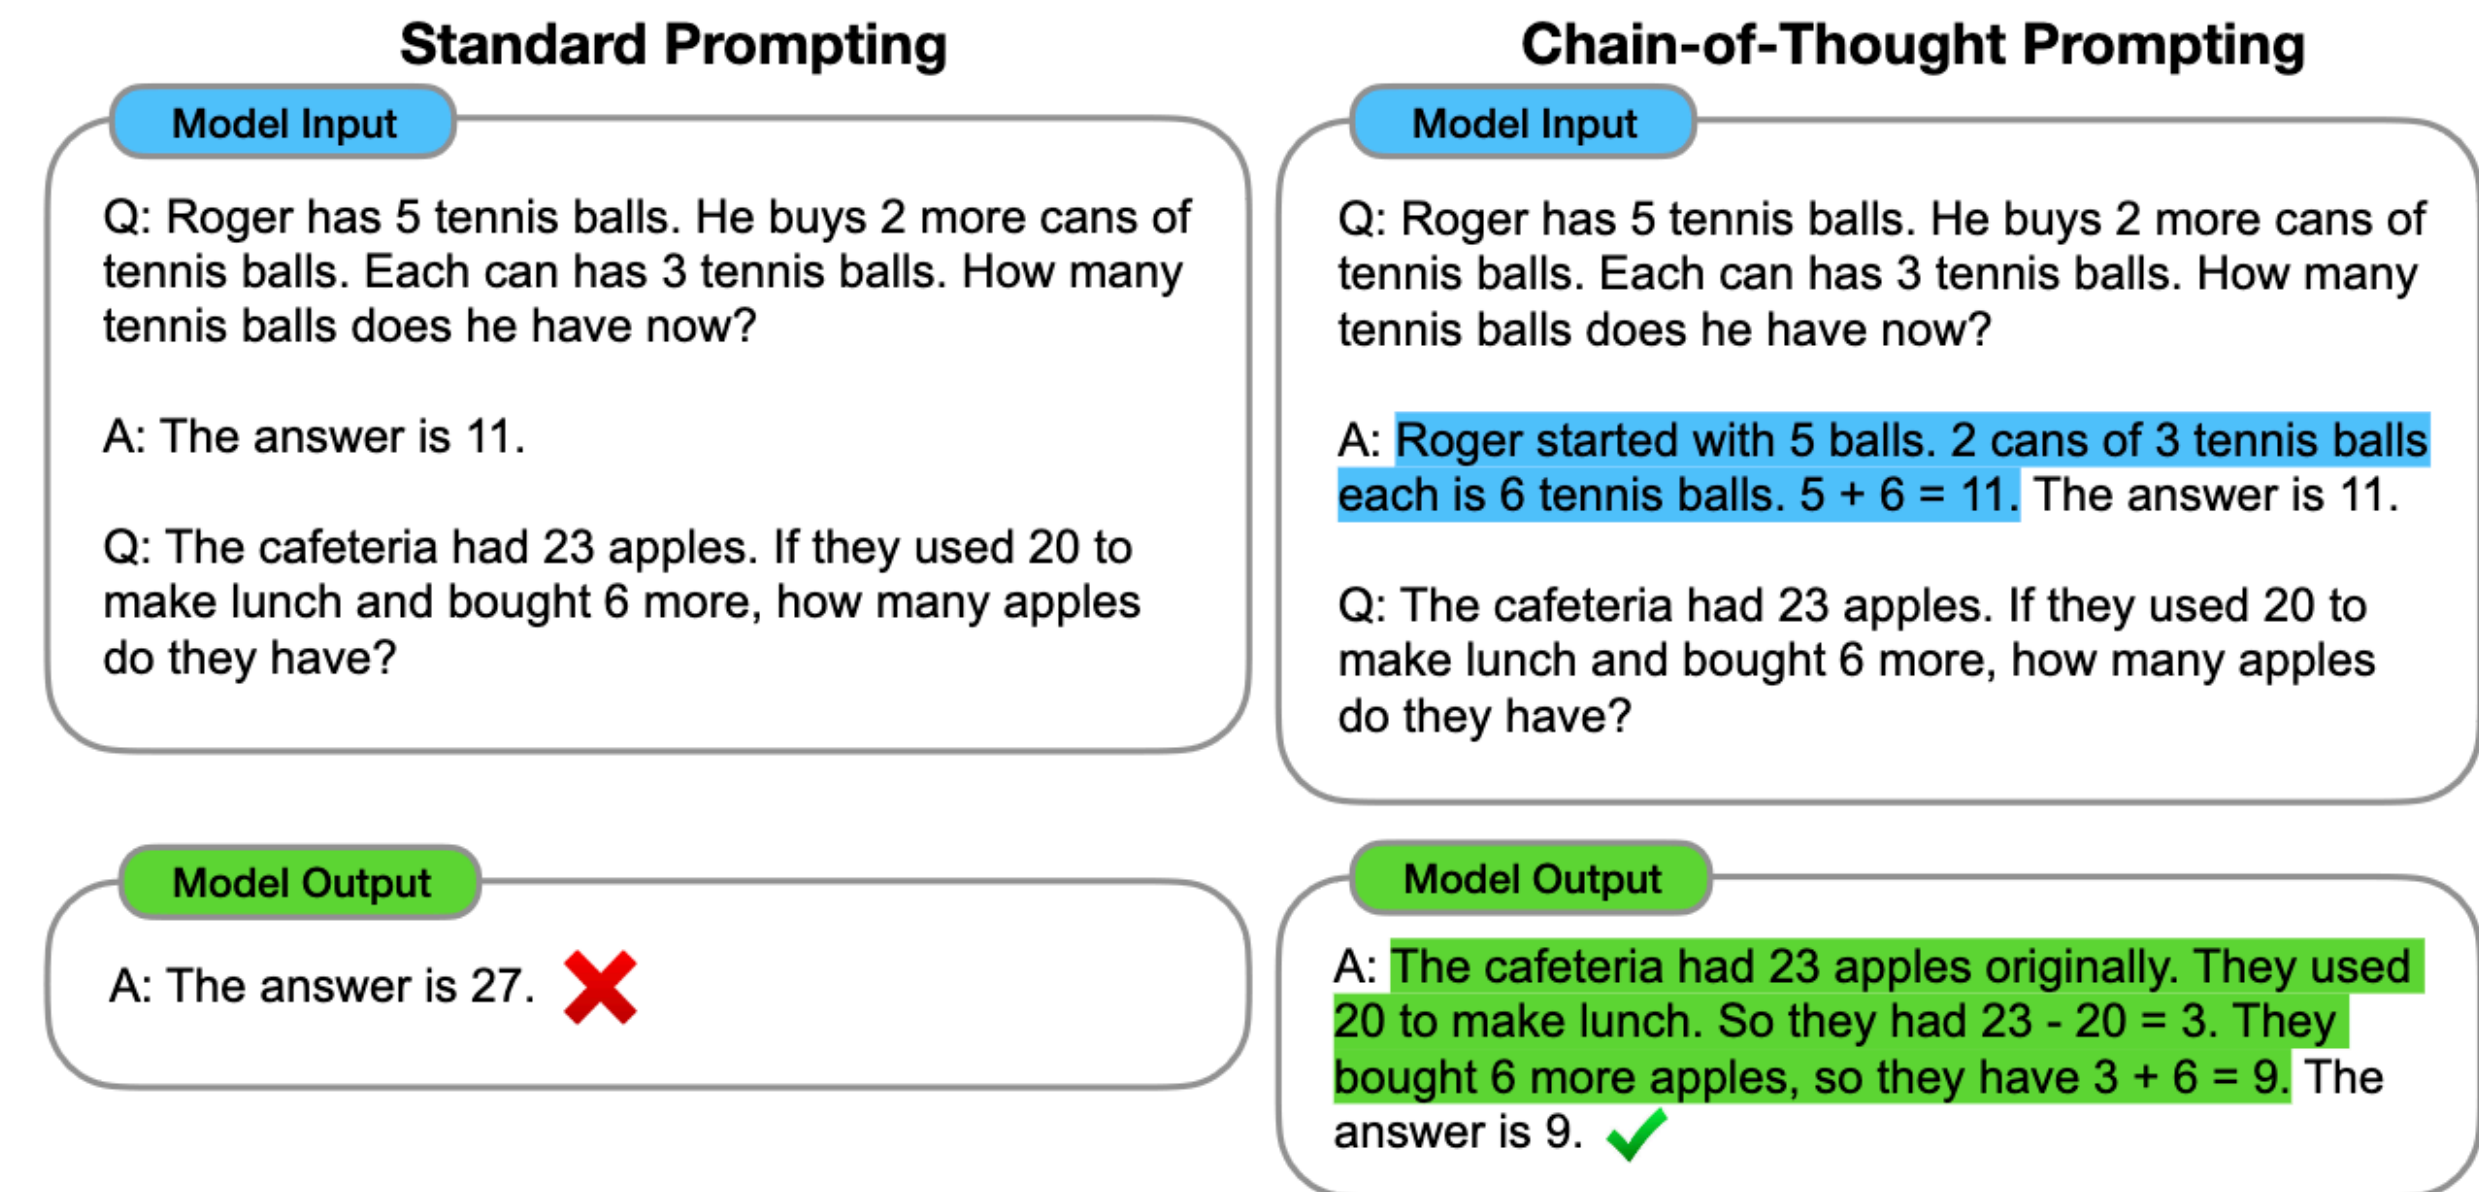 Standard Prompting
Model Input
Q: Roger has 5 tennis balls. He buys 2 more cans of
tennis balls. Each can has 3 tennis balls. How many
tennis balls does he have now?
A: The answer is 11.
Q: The cafeteria had 23 apples. If they used 20 to
make lunch and bought 6 more, how many apples
do they have?
Model Output
A: The answer is 27.
Chain-of-Thought Prompting
Model Input
Q: Roger has 5 tennis balls. He buys 2 more cans of
tennis balls. Each can has 3 tennis balls. How many
tennis balls does he have now?
A: Roger started with 5 balls. 2 cans of 3 tennis balls
each is 6 tennis balls. 5 + 6 = 11. The answer is 11.
Q: The cafeteria had 23 apples. If they used 20 to
make lunch and bought 6 more, how many apples
do they have?
Model Output
A: The cafeteria had 23 apples originally. They used
20 to make lunch. So they had 23 - 20 = 3. They
bought 6 more apples, so they have 3 + 6 = 9. The
answer is 9.